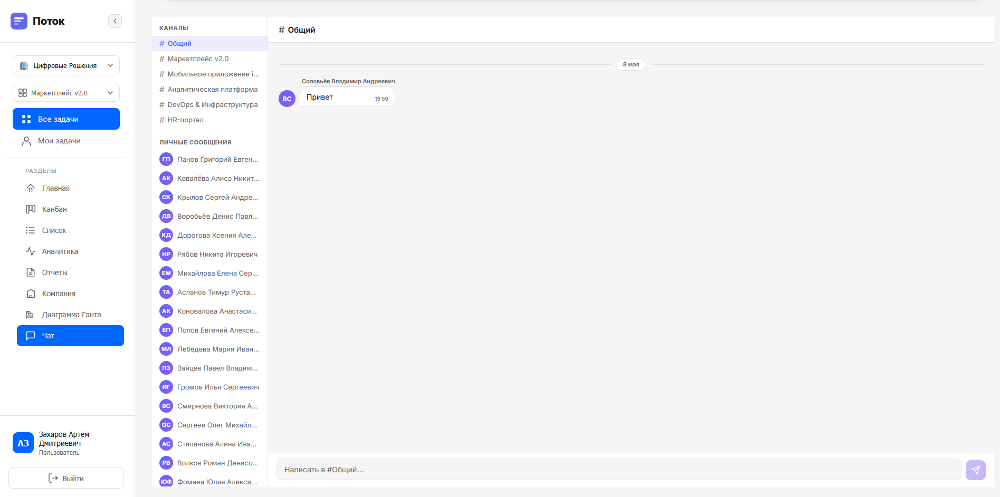 Поток
Цифровые Решения
Маркетплейс v2.0
Все задачи
Мои задачи
РАЗДЕЛЫ
Главная
Канбан
Список
Аналитика
Отчёты
Компания
Диаграмма Ганта
Чат
АЗ
Захаров Артём
Дмитриевич
Пользователь
Выйти
КАНАЛЫ
# Общий
# Маркетплейс v2.0
# Мобильное приложение i...
# Аналитическая платформа
# DevOps & Инфраструктура
# HR-портал
ЛИЧНЫЕ СООБЩЕНИЯ
ГП Панов Григорий Евген...
АК Ковалёва Алиса Никит...
СК Крылов Сергей Андре...
ДВ Воробьёв Денис Павл...
КД Дорогова Ксения Але...
НР Рябов Никита Игоревич
ЕМ Михайлова Елена Сер...
ТА Асланов Тимур Руста...
АК Коновалова Анастаси...
ЕП Попов Евгений Алексе...
МЛ Лебедева Мария Иван...
ПЗ Зайцев Павел Владим...
ИГ Громов Илья Сергеевич
ВС Смирнова Виктория А...
ОС Сергеев Олег Михайл...
АС Степанова Алина Ива...
РВ Волков Роман Денисо...
ЮФ Фомина Юлия Алекса...
# Общий
8 мая
Соловьёв Владимир Андреевич
ВС
Привет 19:59
Написать в #Общий...